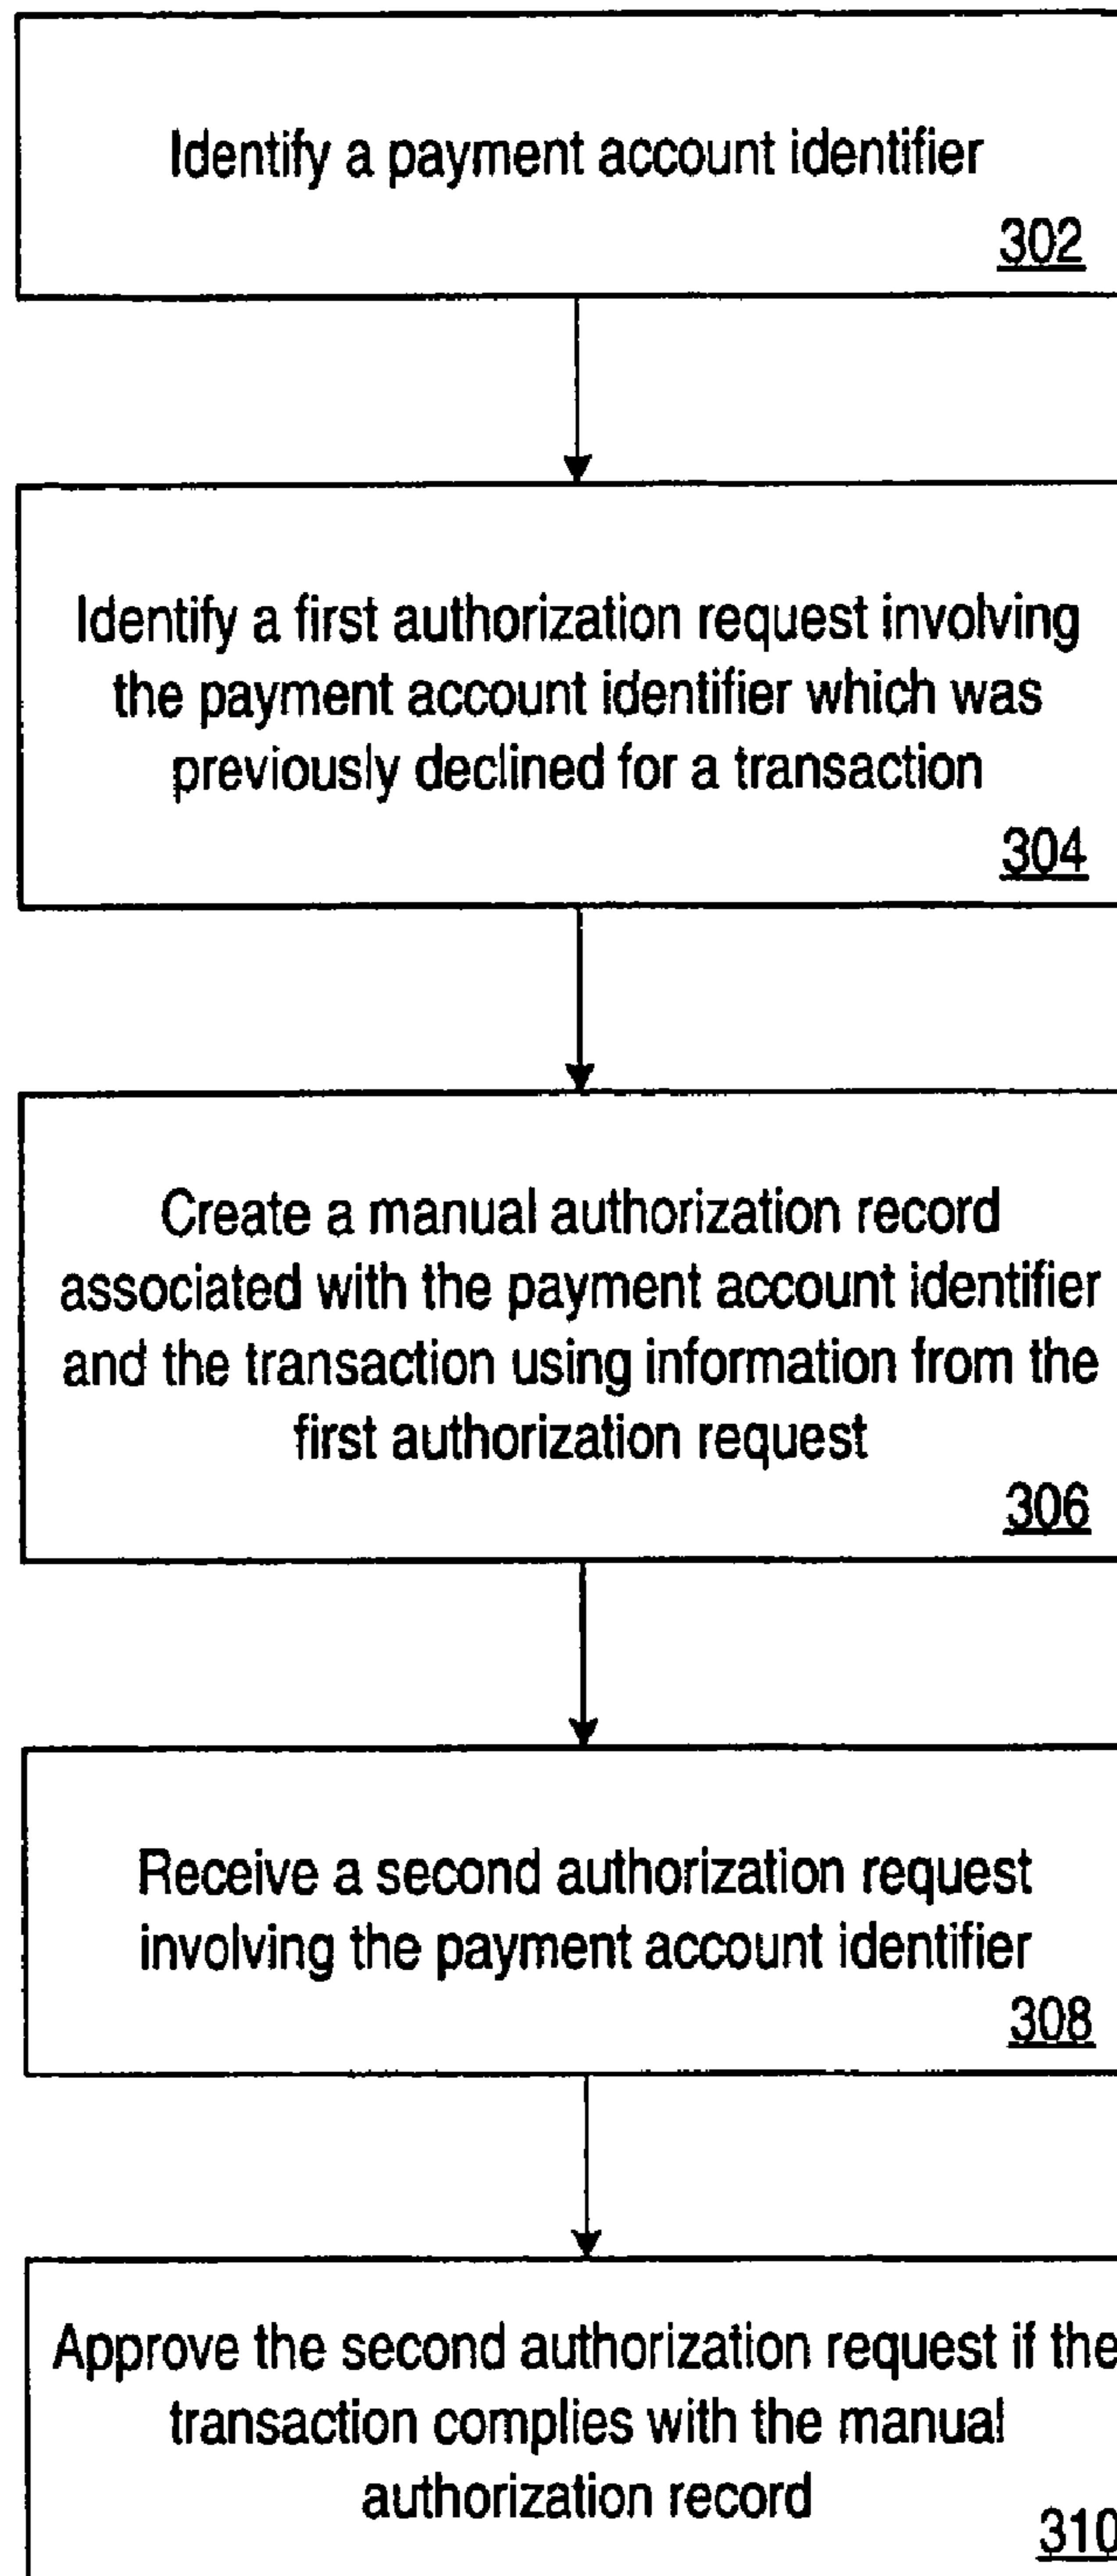 Identify a payment account identifier
302
Identify a first authorization request involving
the payment account identifier which was
previously declined for a transaction
304
Create a manual authorization record
associated with the payment account identifier
and the transaction using information from the
first authorization request
306
Receive a second authorization request
involving the payment account identifier
308
Approve the second authorization request if the
transaction complies with the manual
authorization record
310